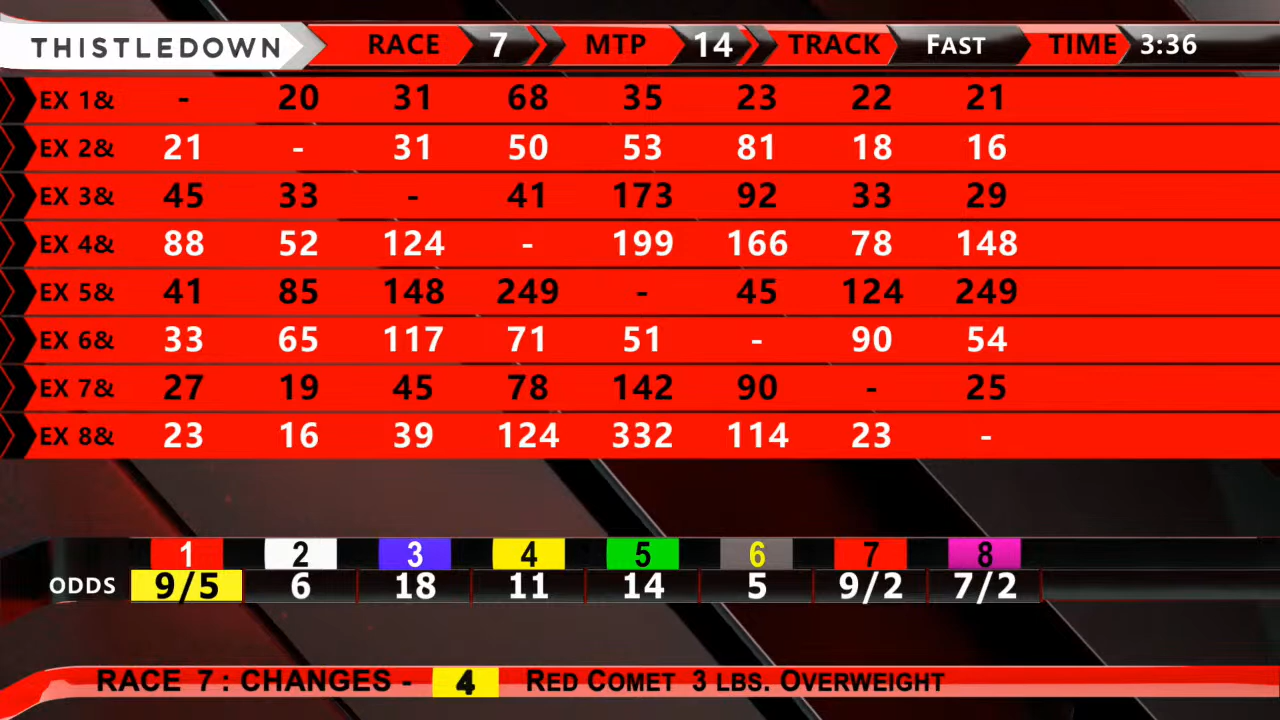 THISTLEDOWN RACE 7 MTP 14 TRACK FAST TIME 3:36
EX 1& - 20 31 68 35 23 22 21
EX 2& 21 - 31 50 53 81 18 16
EX 3& 45 33 - 41 173 92 33 29
EX 4& 88 52 124 - 199 166 78 148
EX 5& 41 85 148 249 - 45 124 249
EX 6& 33 65 117 71 51 - 90 54
EX 7& 27 19 45 78 142 90 - 25
EX 8& 23 16 39 124 332 114 23 -
1 2 3 4 5 6 7 8
ODDS 9/5 6 18 11 14 5 9/2 7/2
RACE 7 : CHANGES - 4 RED COMET 3 LBS. OVERWEIGHT